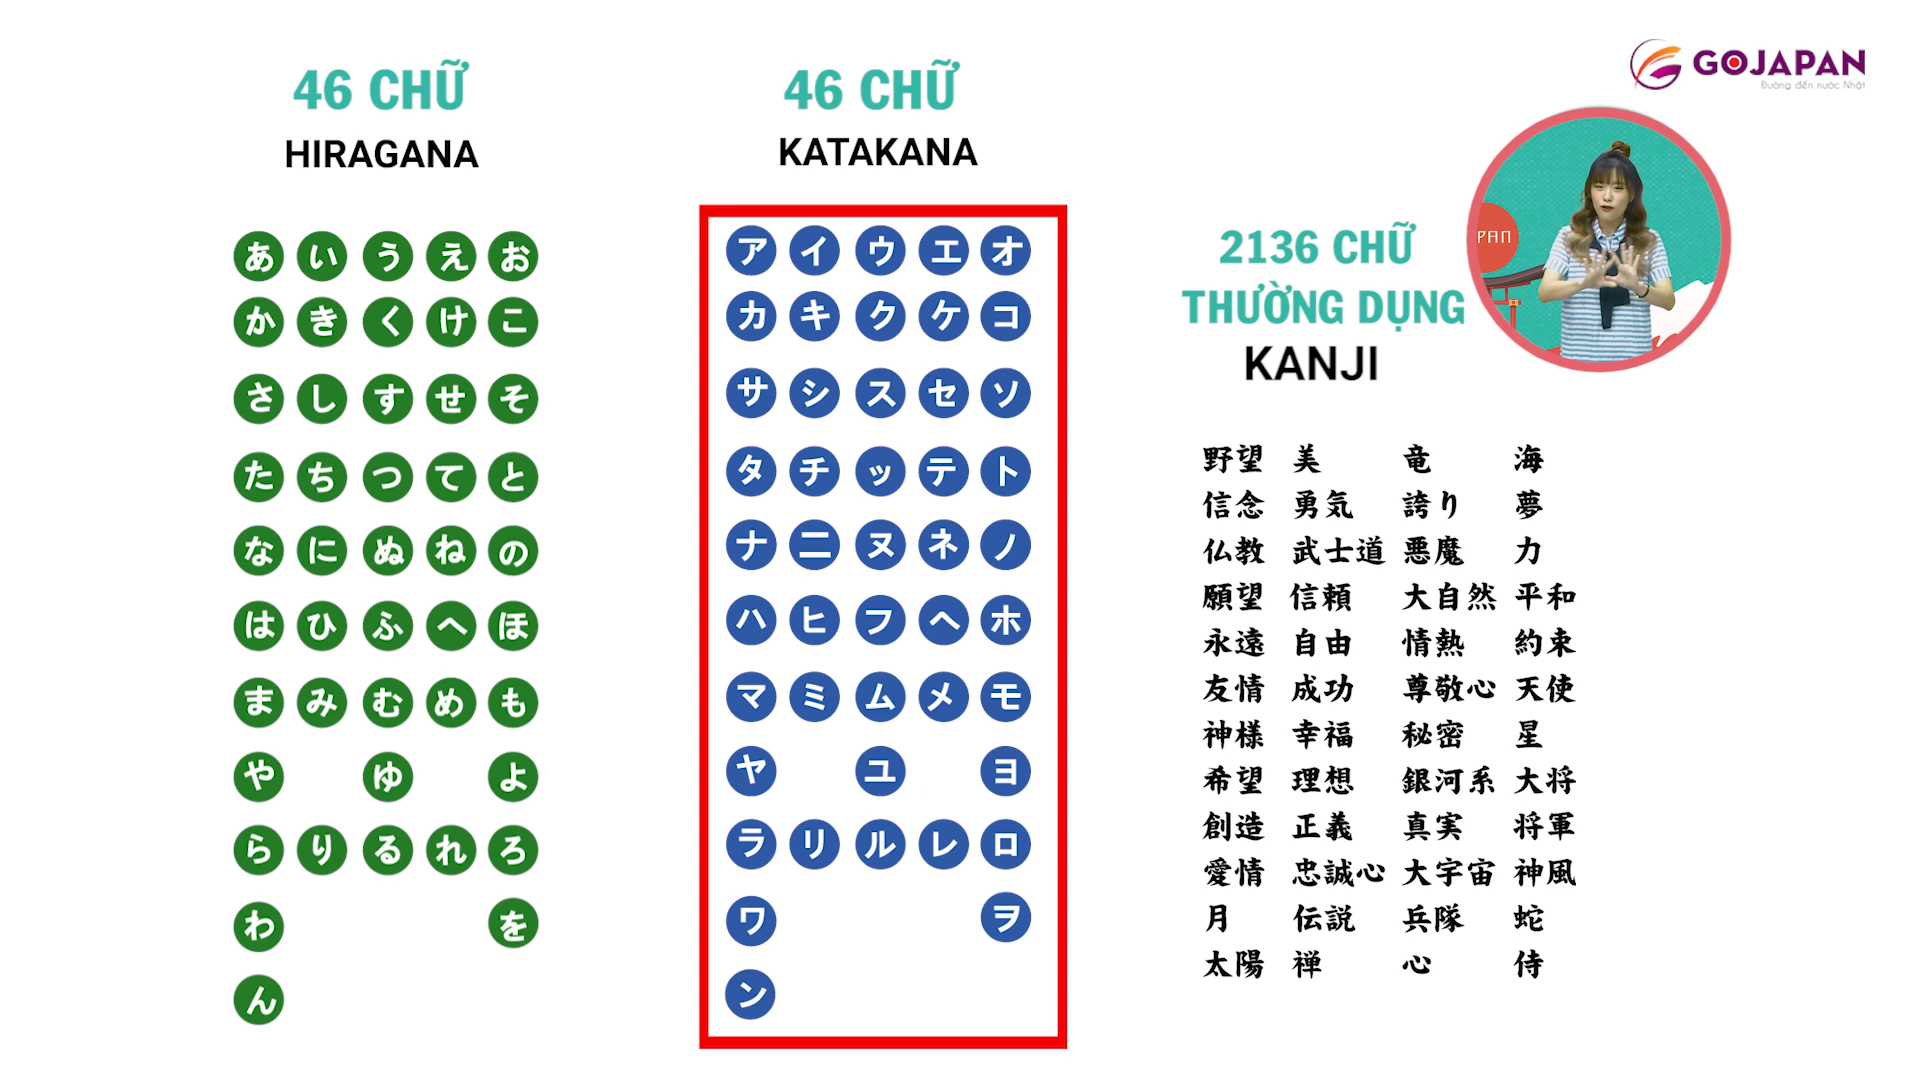 46 CHỮ
HIRAGANA
あ い う え お
か き く け こ
さ し す せ そ
た ち つ て と
な に ぬ ね の
は ひ ふ へ ほ
ま み む め も
や ゆ よ
ら り る れ ろ
わ を
ん
46 CHỮ
KATAKANA
ア イ ウ エ オ
カ キ ク ケ コ
サ シ ス セ ソ
タ チ ッ テ ト
ナ ニ ヌ ネ ノ
ハ ヒ フ ヘ ホ
マ ミ ム メ モ
ヤ ユ ヨ
ラ リ ル レ ロ
ワ ヲ
ン
GOJAPAN
Đường đến nước Nhật
PAN
2136 CHỮ
THƯỜNG DỤNG
KANJI
野望 美 竜 海
信念 勇気 誇り 夢
仏教 武士道 悪魔 力
願望 信頼 大自然 平和
永遠 自由 情熱 約束
友情 成功 尊敬心 天使
神様 幸福 秘密 星
希望 理想 銀河系 大将
創造 正義 真実 将軍
愛情 忠誠心 大宇宙 神風
月 伝説 兵隊 蛇
太陽 禅 心 侍